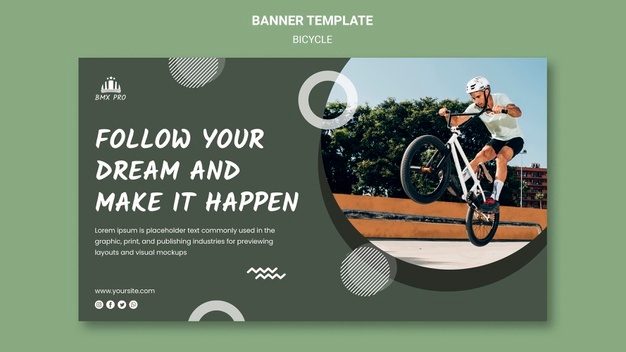 BANNER TEMPLATE
BICYCLE
BMX PRO
FOLLOW YOUR
DREAM AND
MAKE IT HAPPEN
Lorem ipsum is placeholder text commonly used in the
graphic, print, and publishing industries for previewing
layouts and visual mockups
www.yoursite.com